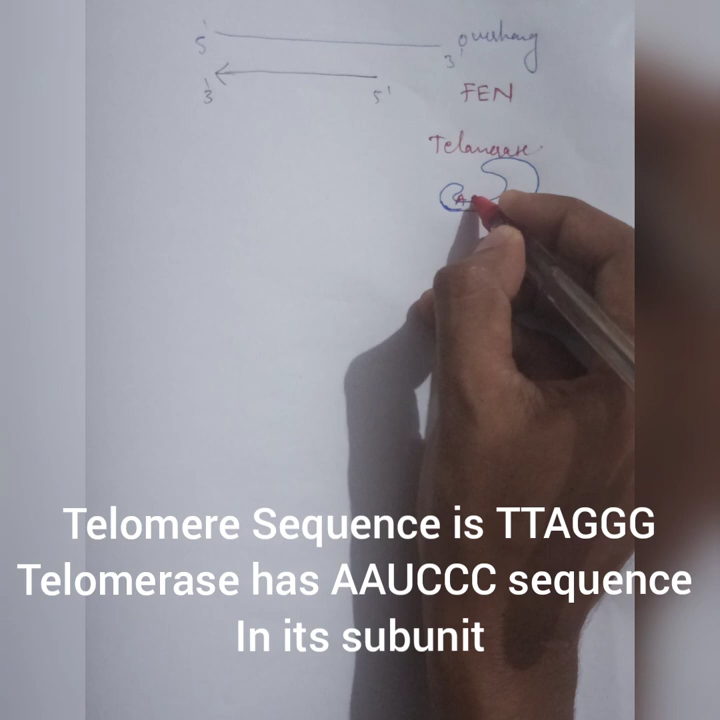 5'
3'
Overhang
3'
5'
FEN
Telomerase
A
Telomere Sequence is TTAGGG
Telomerase has AAUCCC sequence
In its subunit